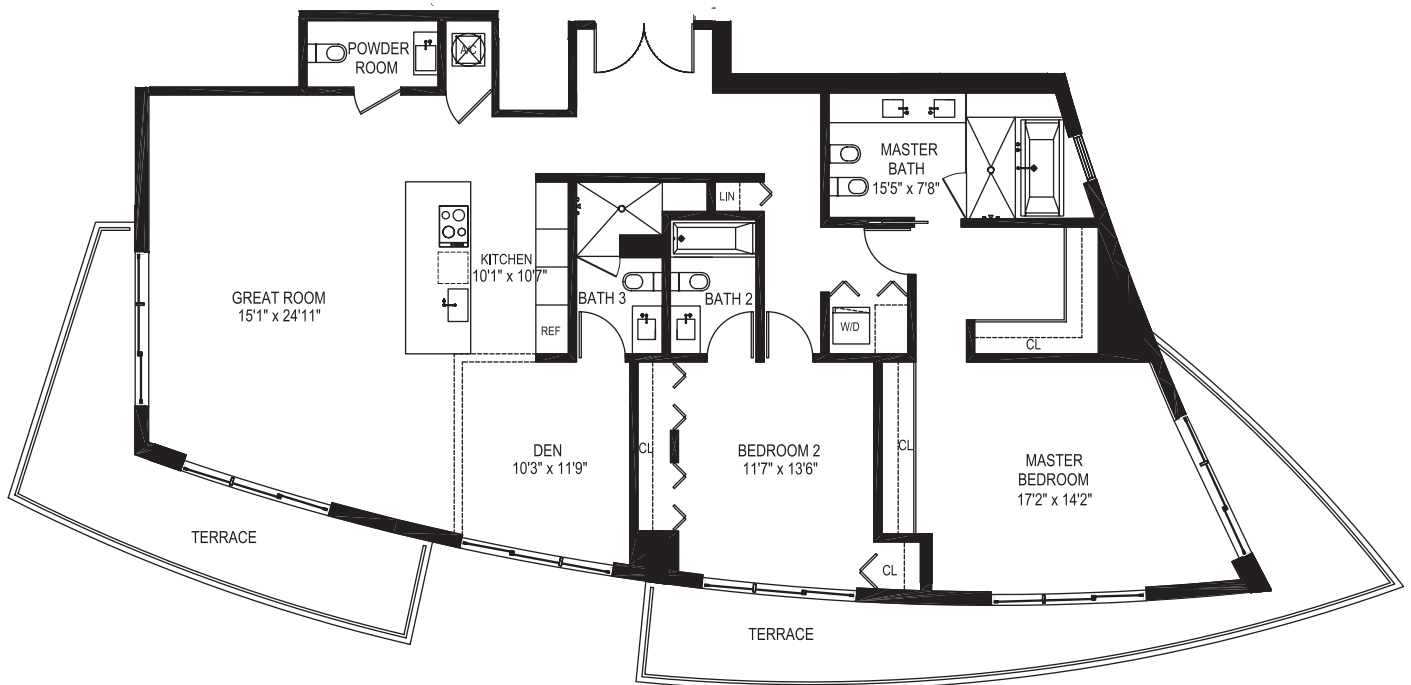 POWDER
ROOM
A/C
MASTER
BATH
15'5" x 7'8"
LIN
KITCHEN
10'1" x 10'7"
GREAT ROOM
15'1" x 24'11"
BATH 3
BATH 2
REF
W/D
CL
DEN
10'3" x 11'9"
CL
BEDROOM 2
11'7" x 13'6"
CL
MASTER
BEDROOM
17'2" x 14'2"
TERRACE
CL
TERRACE